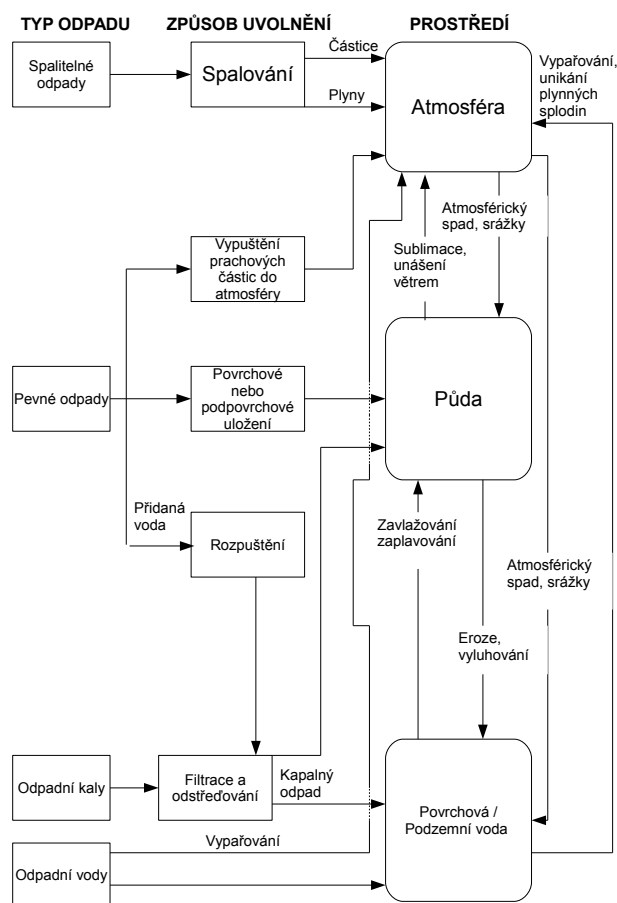 TYP ODPADU
ZPŮSOB UVOLNĚNÍ
PROSTŘEDÍ
Spalitelné
odpady
Spalování
Částice
Plyny
Atmosféra
Vypařování,
unikání
plynných
splodin
Atmosférický
spad, srážky
Sublimace,
unášení
větrem
Vypuštění
prachových
částic do
atmosféry
Pevné odpady
Povrchové
nebo
podpovrchové
uložení
Půda
Přidaná
voda
Rozpuštění
Zavlažování
zaplavování
Atmosférický
spad, srážky
Eroze,
vyluhování
Odpadní kaly
Filtrace a
odstřeďování
Kapalný
odpad
Povrchová /
Podzemní voda
Vypařování
Odpadní vody